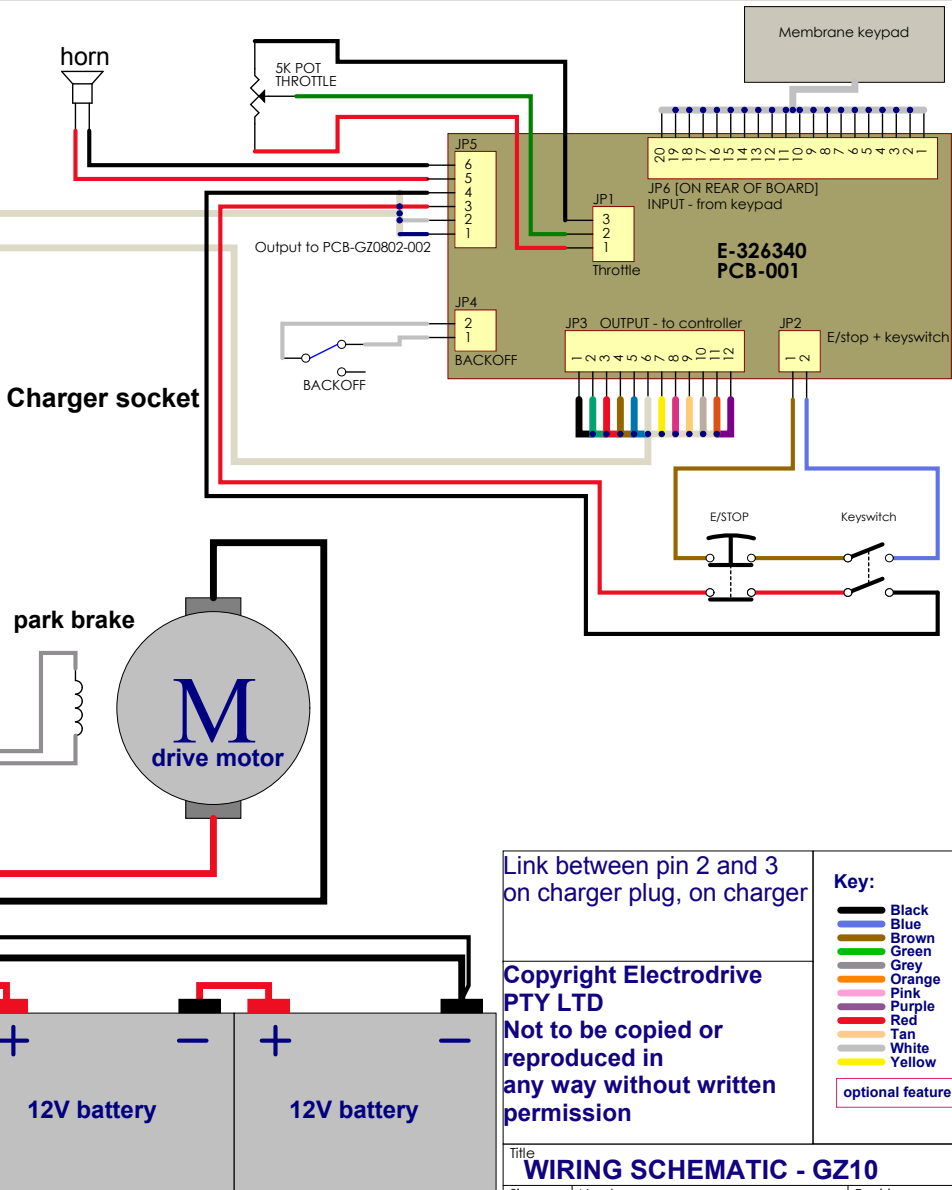 horn
5K POT
THROTTLE
Membrane keypad
JP5
6
5
4
3
2
1
Output to PCB-GZ0802-002
JP1
3
2
1
Throttle
20 19 18 17 16 15 14 13 12 11 10 9 8 7 6 5 4 3 2 1
JP6 [ON REAR OF BOARD]
INPUT - from keypad
E-326340
PCB-001
JP4
2
1
BACKOFF
BACKOFF
JP3 OUTPUT - to controller
1 2 3 4 5 6 7 8 9 10 11 12
JP2
1 2
E/stop + keyswitch
Charger socket
E/STOP
Keyswitch
park brake
M
drive motor
Link between pin 2 and 3
on charger plug, on charger
Copyright Electrodrive
PTY LTD
Not to be copied or
reproduced in
any way without written
permission
Key:
Black
Blue
Brown
Green
Grey
Orange
Pink
Purple
Red
Tan
White
Yellow
optional feature
+ − + −
12V battery
12V battery
Title
WIRING SCHEMATIC - GZ10